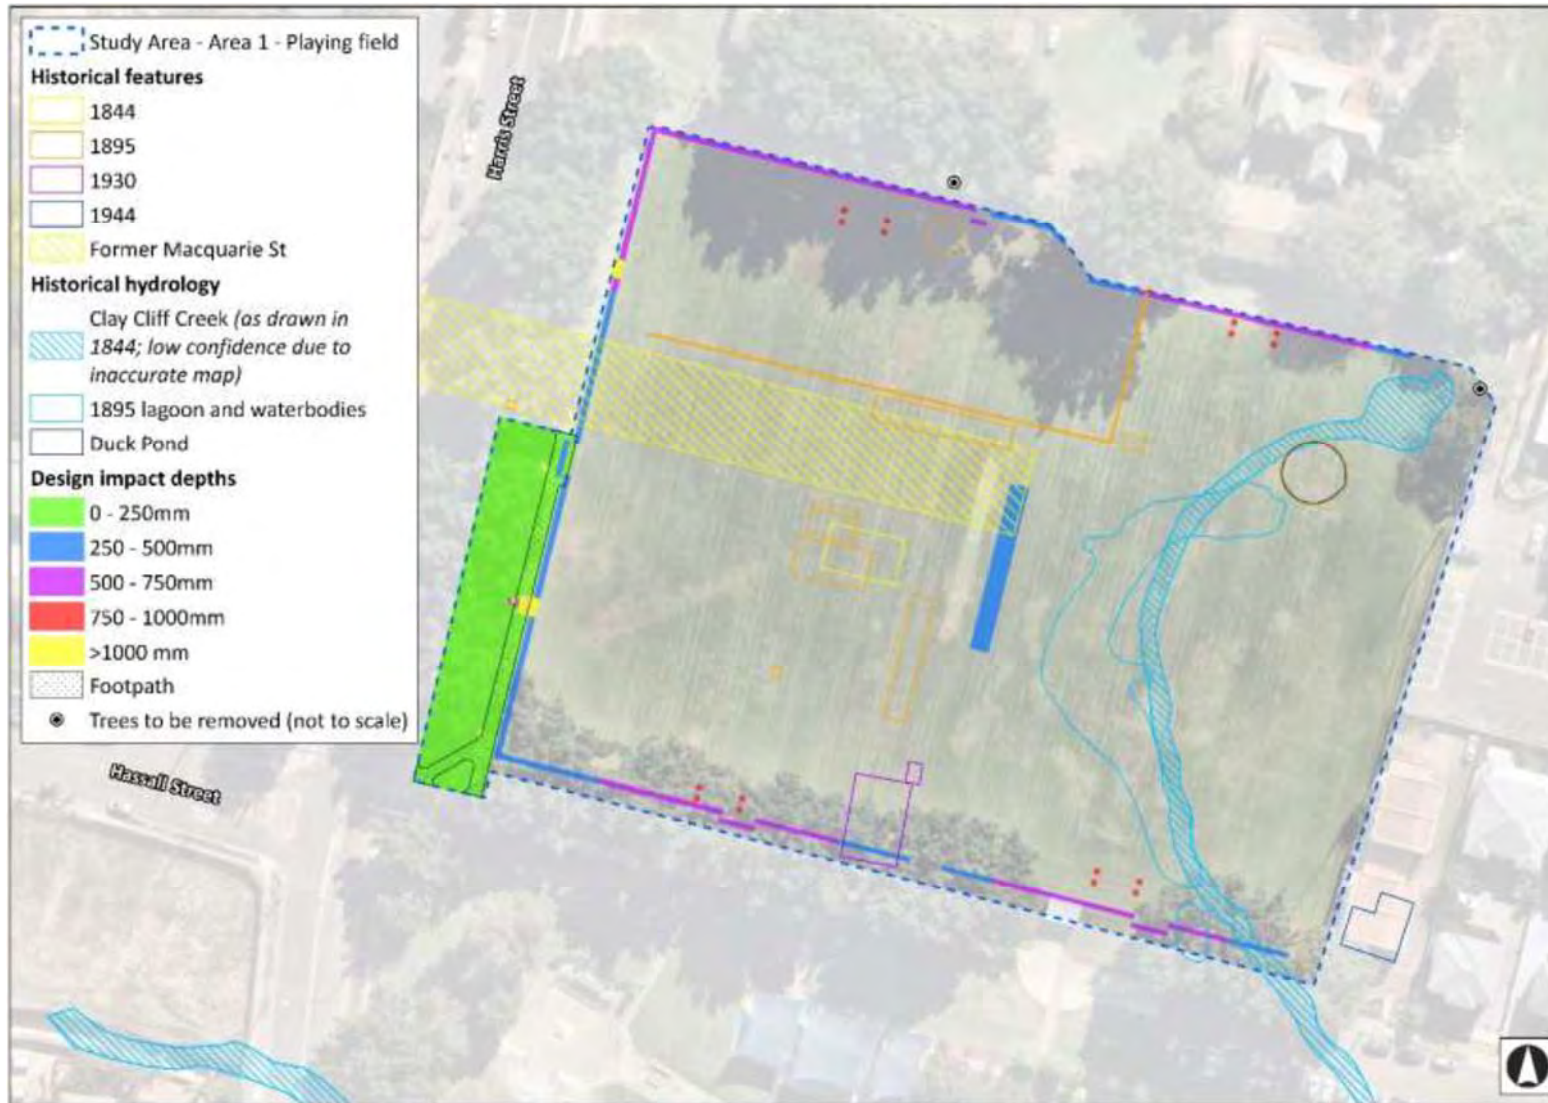 Study Area - Area 1 - Playing field
Historical features
1844
1895
1930
1944
Former Macquarie St
Historical hydrology
Clay Cliff Creek (as drawn in
1844; low confidence due to
inaccurate map)
1895 lagoon and waterbodies
Duck Pond
Design impact depths
0 - 250mm
250 - 500mm
500 - 750mm
750 - 1000mm
>1000 mm
Footpath
Trees to be removed (not to scale)
Harris Street
Hassall Street